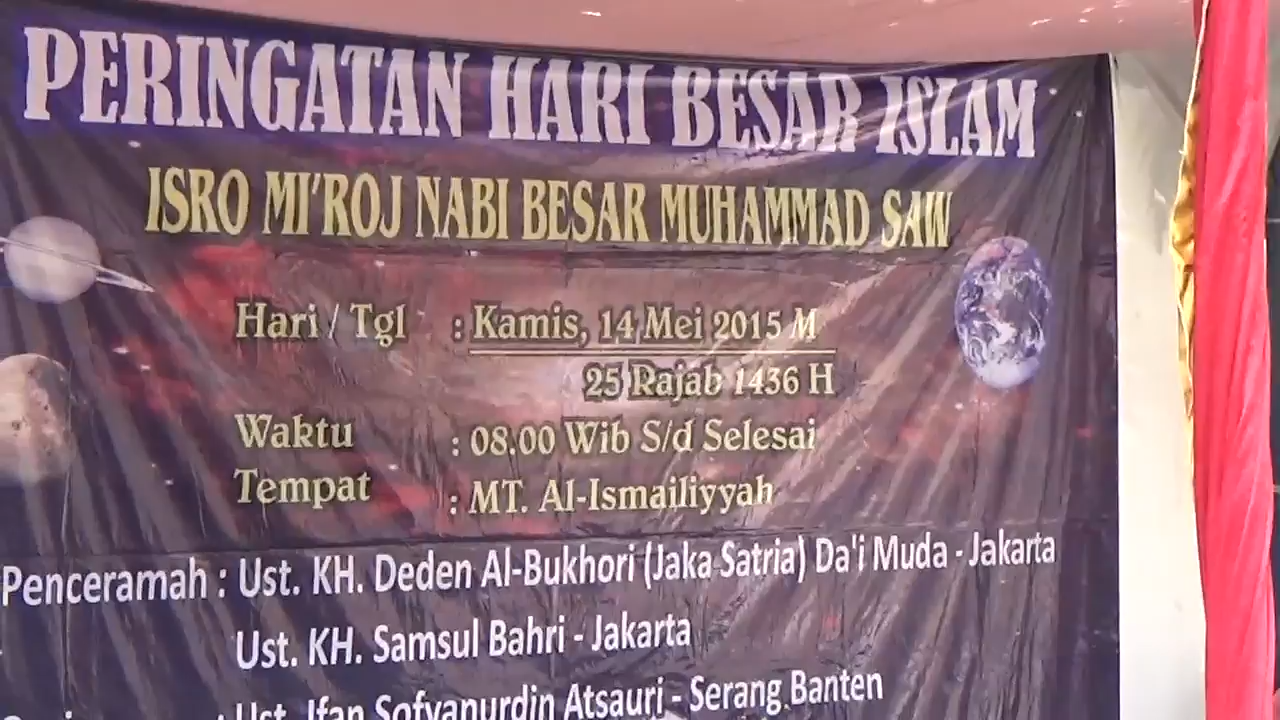 PERINGATAN HARI BESAR ISLAM
ISRO MI'ROJ NABI BESAR MUHAMMAD SAW
Hari / Tgl : Kamis, 14 Mei 2015 M
25 Rajab 1436 H
Waktu : 08.00 Wib S/d Selesai
Tempat : MT. Al-Ismailiyyah
Penceramah : Ust. KH. Deden Al-Bukhori (Jaka Satria) Da'i Muda - Jakarta
Ust. KH. Samsul Bahri - Jakarta
: Ust. Ifan Sofyanurdin Atsauri - Serang Banten